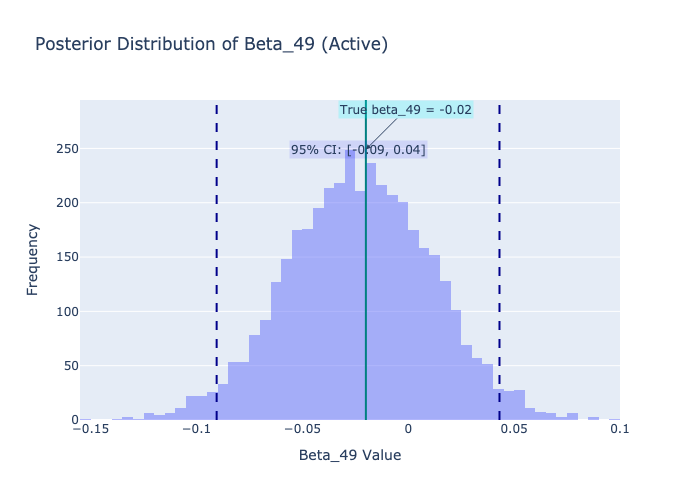 Posterior Distribution of Beta_49 (Active)
True beta_49 = -0.02
95% CI: [-0.09, 0.04]
250
200
150
100
50
0
Frequency
−0.15
−0.1
−0.05
0
0.05
0.1
Beta_49 Value